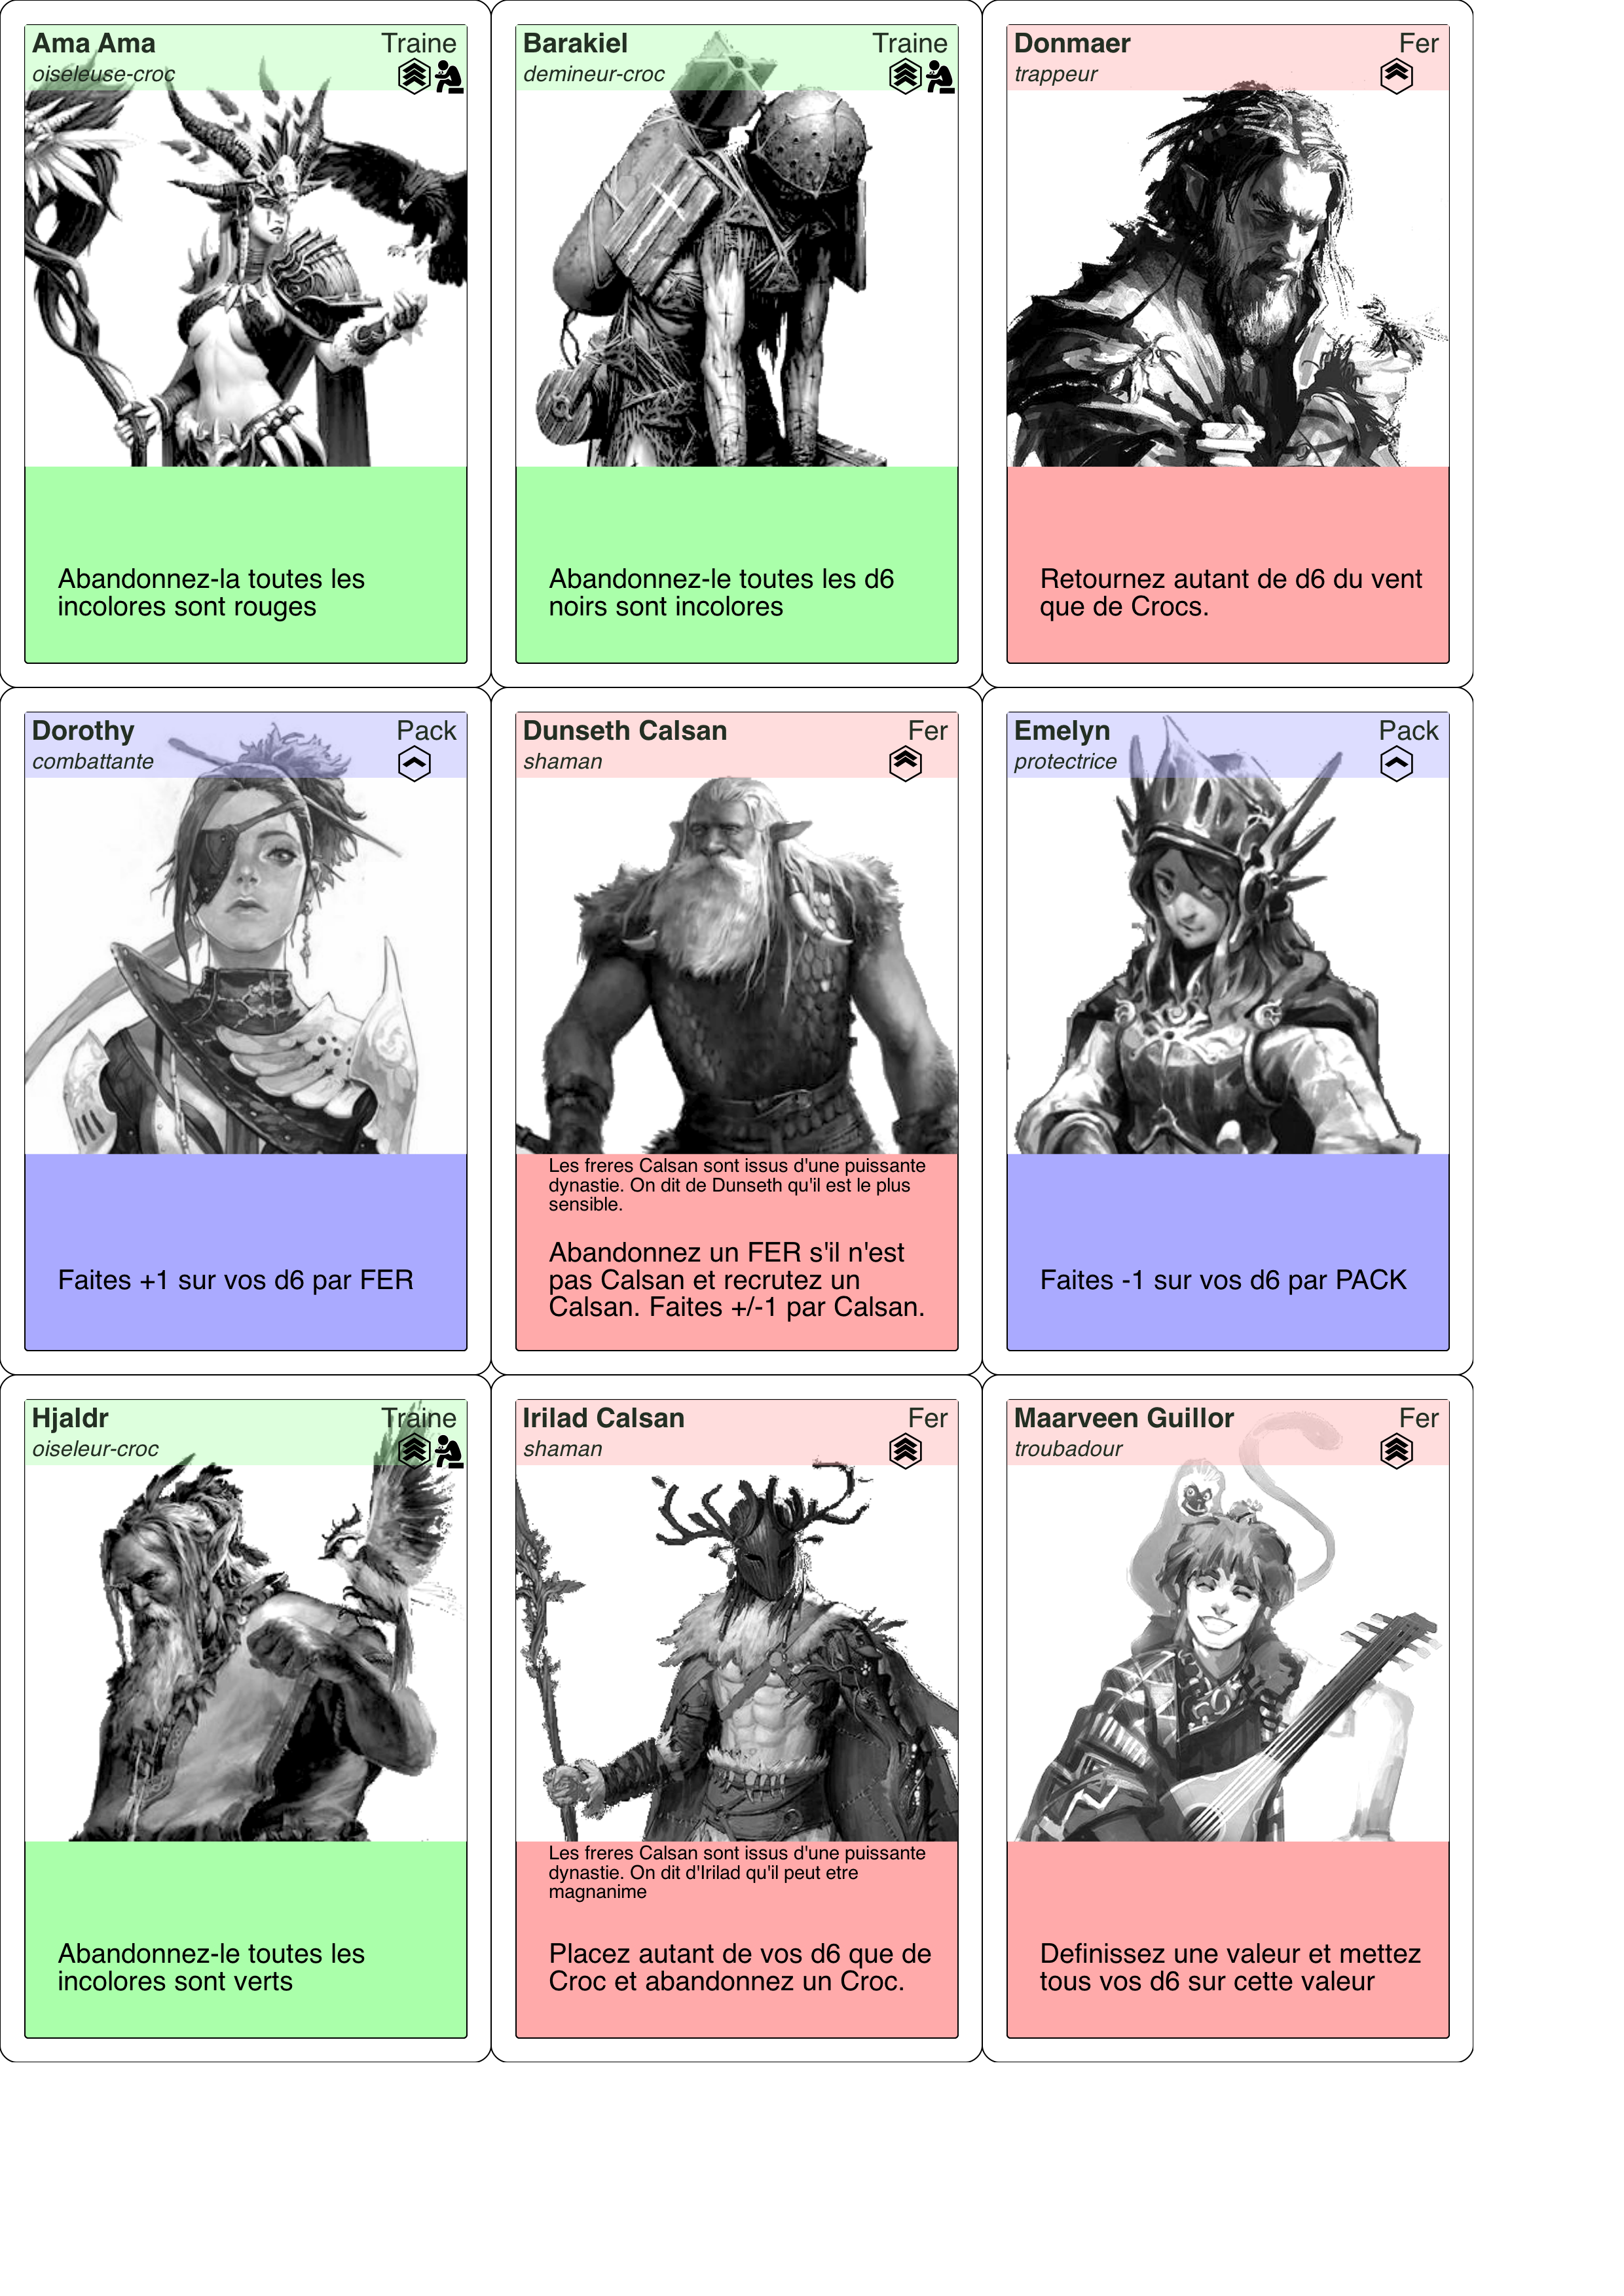 Ama Ama
Traine
oiseleuse-croc
Abandonnez-la toutes les
incolores sont rouges
Barakiel
Traine
demineur-croc
Abandonnez-le toutes les d6
noirs sont incolores
Donmaer
Fer
trappeur
Retournez autant de d6 du vent
que de Crocs.
Dorothy
Pack
combattante
Faites +1 sur vos d6 par FER
Dunseth Calsan
Fer
shaman
Les freres Calsan sont issus d'une puissante
dynastie. On dit de Dunseth qu'il est le plus
sensible.
Abandonnez un FER s'il n'est
pas Calsan et recrutez un
Calsan. Faites +/-1 par Calsan.
Emelyn
Pack
protectrice
Faites -1 sur vos d6 par PACK
Hjaldr
Traine
oiseleur-croc
Abandonnez-le toutes les
incolores sont verts
Irilad Calsan
Fer
shaman
Les freres Calsan sont issus d'une puissante
dynastie. On dit d'Irilad qu'il peut etre
magnanime
Placez autant de vos d6 que de
Croc et abandonnez un Croc.
Maarveen Guillor
Fer
troubadour
Definissez une valeur et mettez
tous vos d6 sur cette valeur